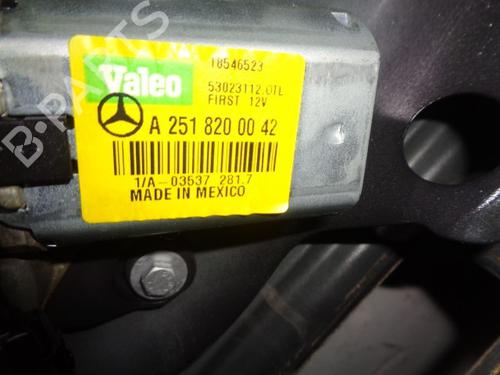 Valeo
18546523
53023112.OTL
FIRST 12V
A 251 820 00 42
1/A-03537 281.7
MADE IN MEXICO
B-PARTS